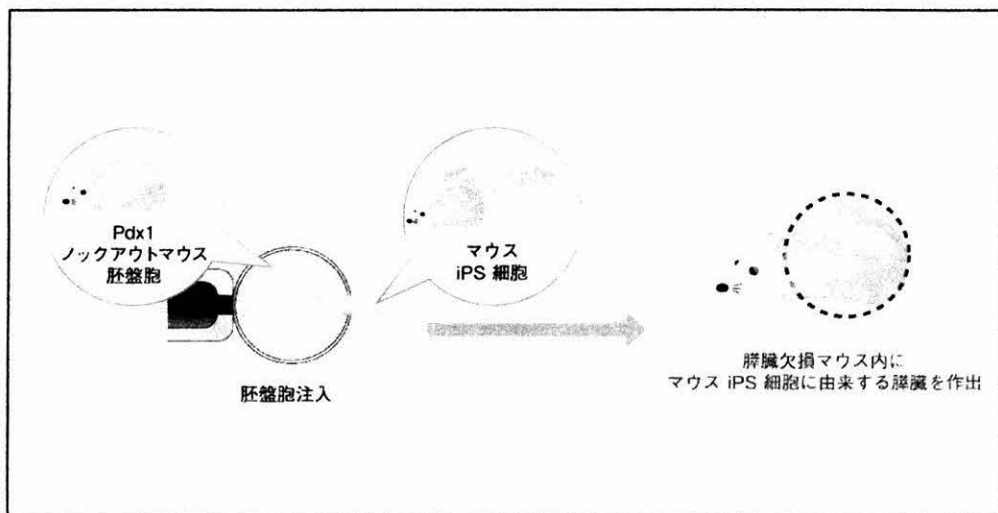 Pdx1
ノックアウトマウス
胚盤胞
マウス
iPS 細胞
胚盤胞注入
膵臓欠損マウス内に
マウス iPS 細胞に由来する膵臓を作出